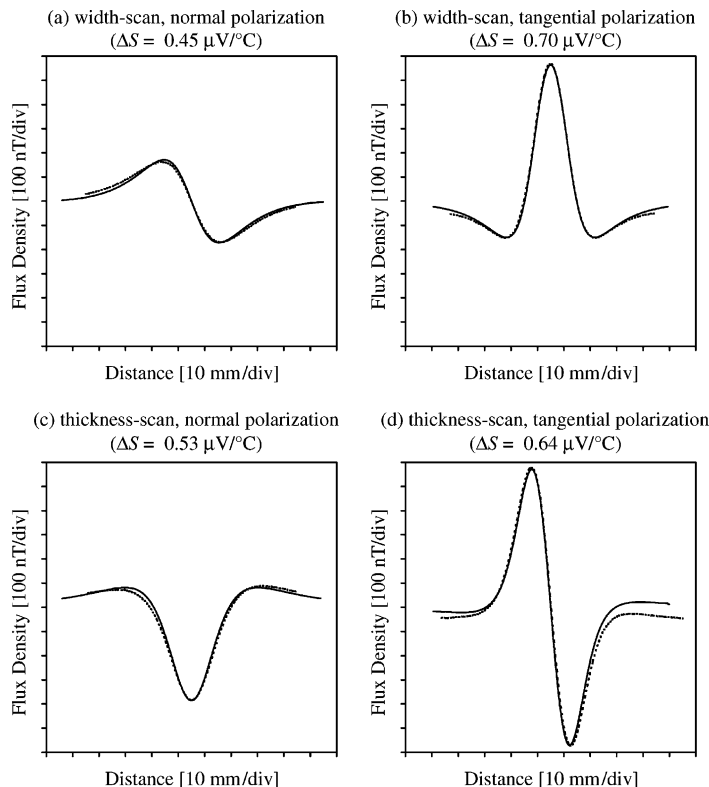 (a) width-scan, normal polarization
(ΔS = 0.45 μV/°C)
Flux Density [100 nT/div]
Distance [10 mm/div]
(b) width-scan, tangential polarization
(ΔS = 0.70 μV/°C)
Flux Density [100 nT/div]
Distance [10 mm/div]
(c) thickness-scan, normal polarization
(ΔS = 0.53 μV/°C)
Flux Density [100 nT/div]
Distance [10 mm/div]
(d) thickness-scan, tangential polarization
(ΔS = 0.64 μV/°C)
Flux Density [100 nT/div]
Distance [10 mm/div]